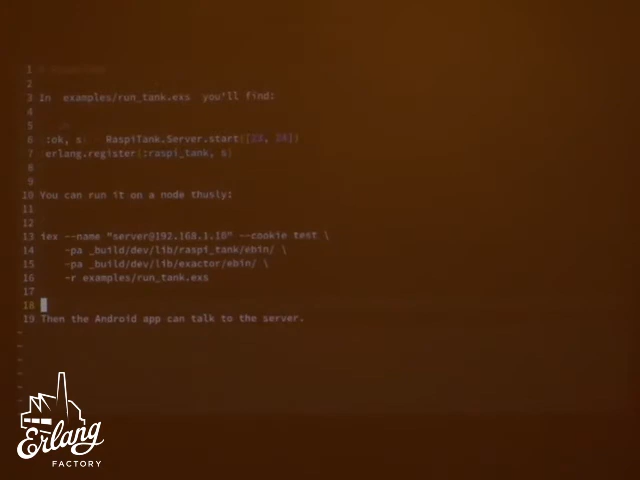 1
2
3 In examples/run_tank.exs you'll find:
4
5
6 :ok, s RaspiTank.Server.start([23, 24])
7 erlang.register(:raspi_tank, s)
8
9
10 You can run it on a node thusly:
11
12
13 iex --name "server@192.168.1.10" --cookie test \
14 -pa _build/dev/lib/raspi_tank/ebin/ \
15 -pa _build/dev/lib/exactor/ebin/ \
16 -r examples/run_tank.exs
17
18
19 Then the Android app can talk to the server.
~
~
~
~
~
~
Erlang
FACTORY